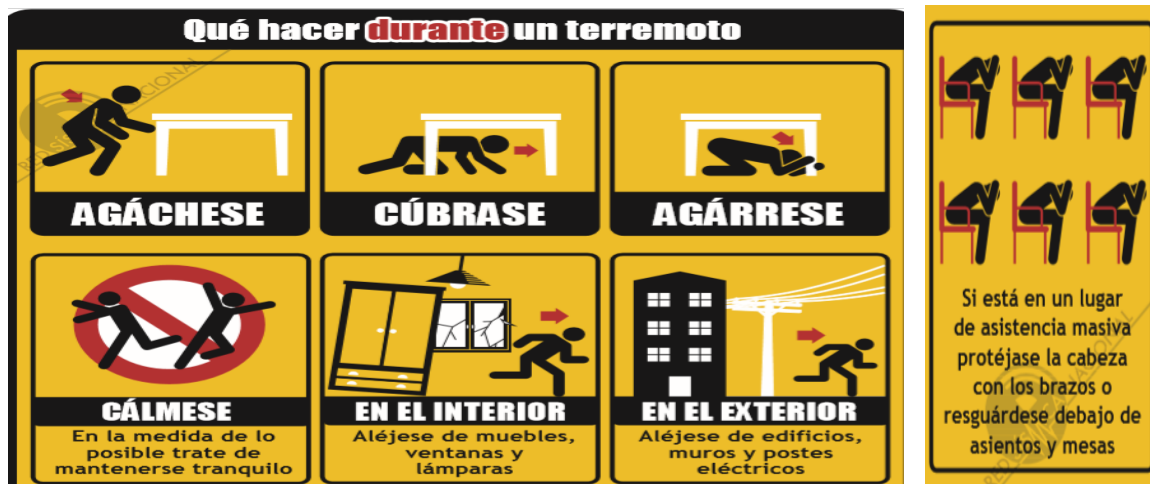 Qué hacer durante un terremoto
AGÁCHESE
CÚBRASE
AGÁRRESE
CÁLMESE
En la medida de lo
posible trate de
mantenerse tranquilo
EN EL INTERIOR
Aléjese de muebles,
ventanas y
lámparas
EN EL EXTERIOR
Aléjese de edificios,
muros y postes
eléctricos
Si está en un lugar
de asistencia masiva
protéjase la cabeza
con los brazos o
resguárdese debajo de
asientos y mesas